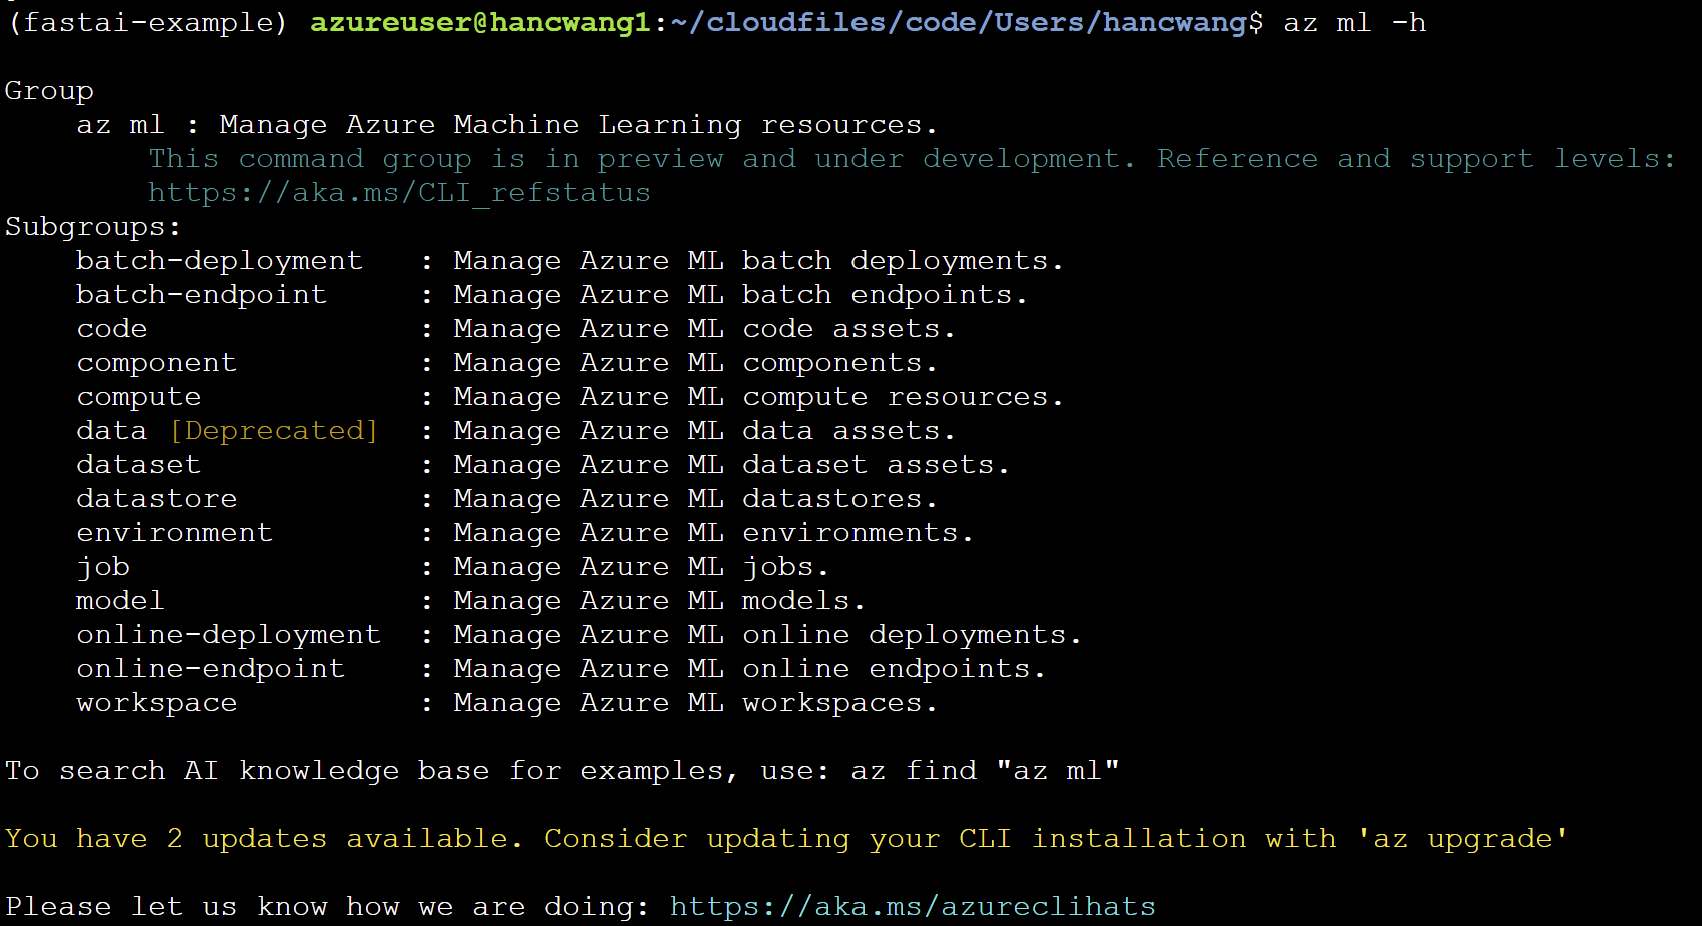 (fastai-example) azureuser@hancwang1:~/cloudfiles/code/Users/hancwang$ az ml -h
Group
az ml : Manage Azure Machine Learning resources.
This command group is in preview and under development. Reference and support levels:
https://aka.ms/CLI_refstatus
Subgroups:
batch-deployment : Manage Azure ML batch deployments.
batch-endpoint : Manage Azure ML batch endpoints.
code : Manage Azure ML code assets.
component : Manage Azure ML components.
compute : Manage Azure ML compute resources.
data [Deprecated] : Manage Azure ML data assets.
dataset : Manage Azure ML dataset assets.
datastore : Manage Azure ML datastores.
environment : Manage Azure ML environments.
job : Manage Azure ML jobs.
model : Manage Azure ML models.
online-deployment : Manage Azure ML online deployments.
online-endpoint : Manage Azure ML online endpoints.
workspace : Manage Azure ML workspaces.
To search AI knowledge base for examples, use: az find "az ml"
You have 2 updates available. Consider updating your CLI installation with 'az upgrade'
Please let us know how we are doing: https://aka.ms/azureclihats